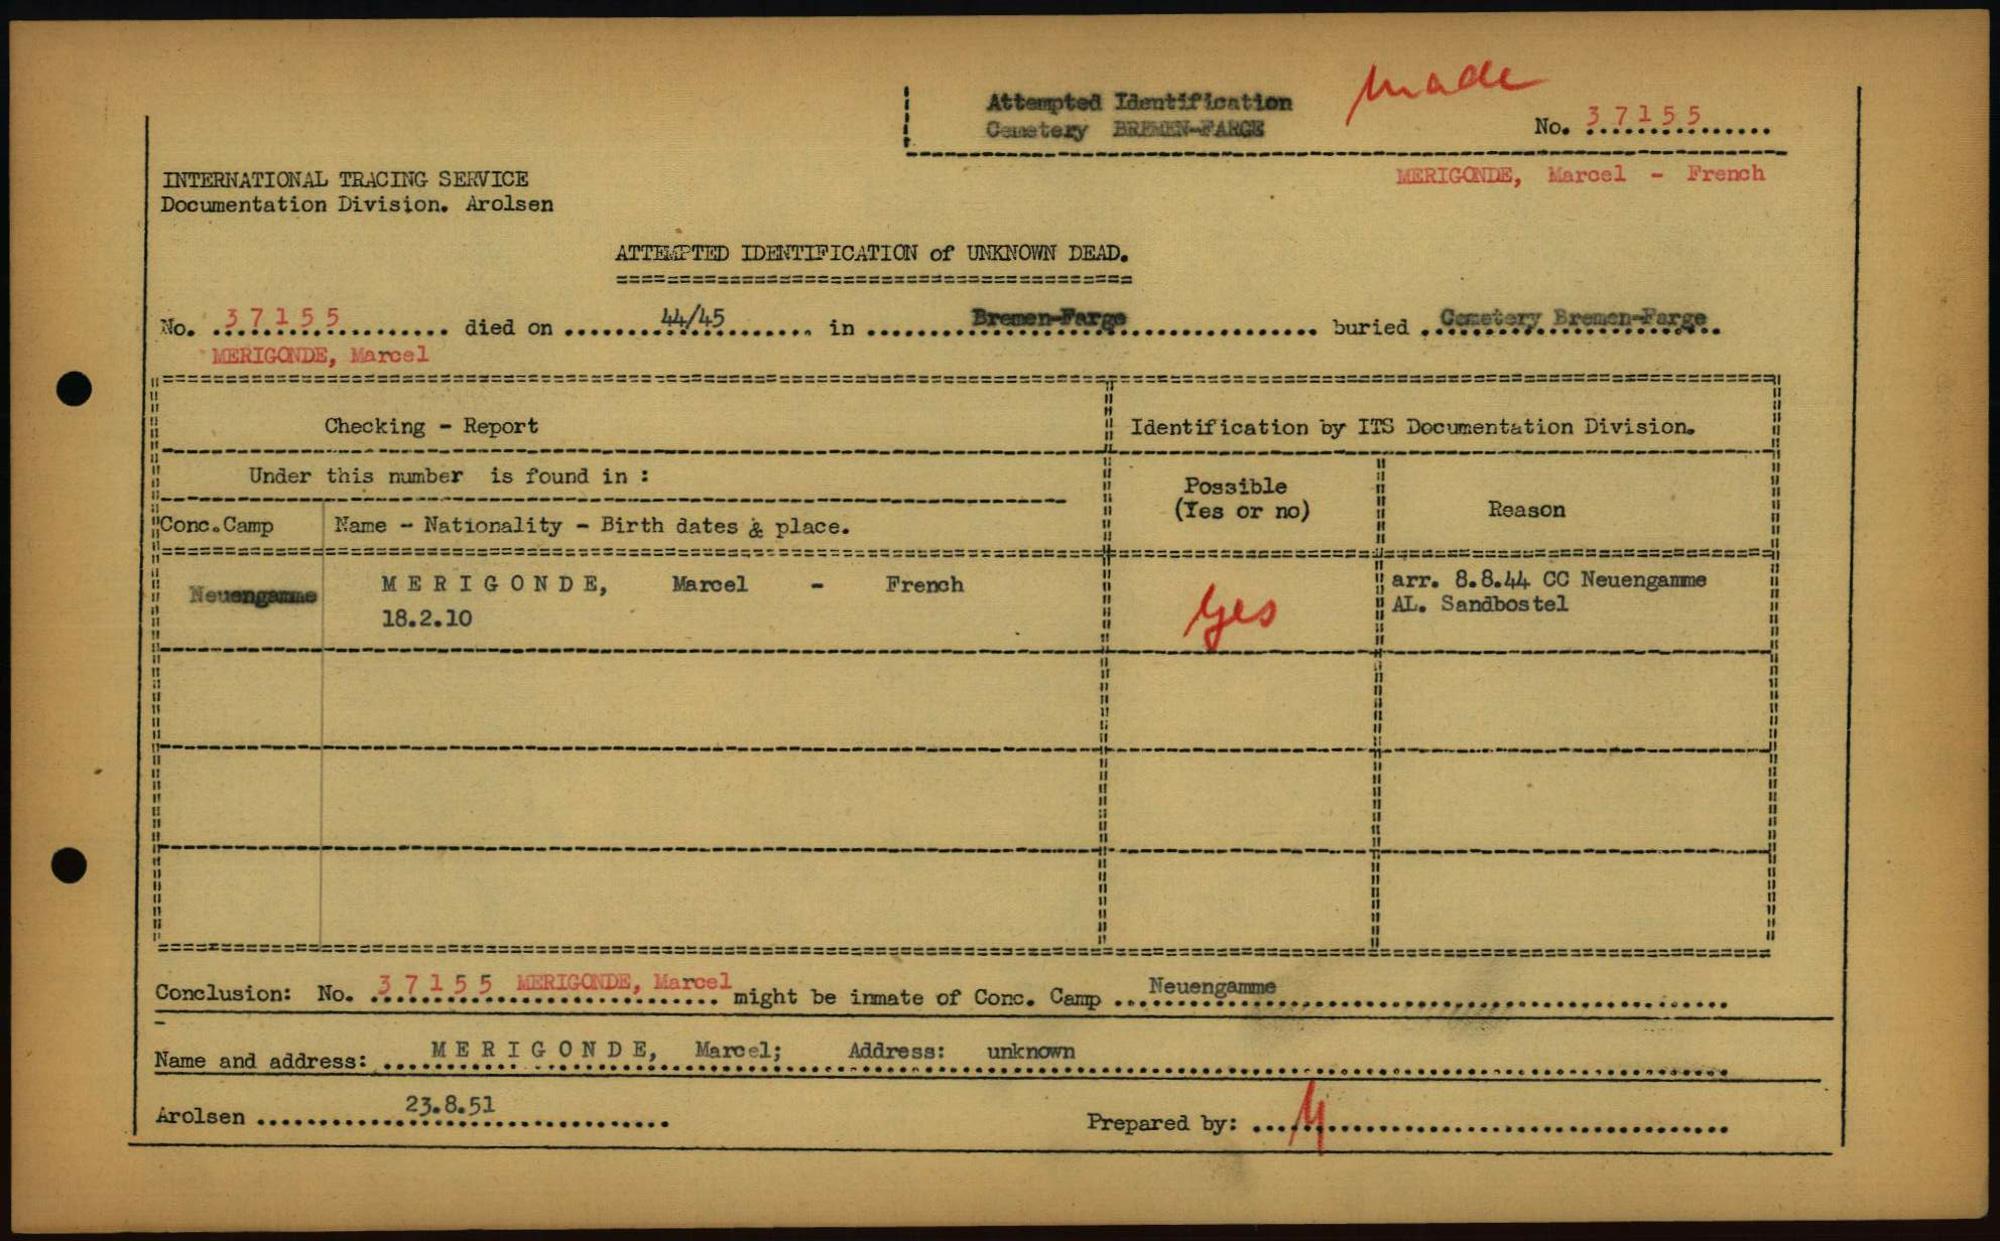 Attempted Identification
made
Cemetery BREMEN-FARGE
No. 37155
MERIGONDE, Marcel - French
INTERNATIONAL TRACING SERVICE
Documentation Division. Arolsen
ATTEMPTED IDENTIFICATION of UNKNOWN DEAD.
No. 37155 died on 44/45 in Bremen-Farge buried Cemetery Bremen-Farge
MERIGONDE, Marcel
Checking - Report
Identification by ITS Documentation Division.
Under this number is found in :
Possible
(Yes or no)
Reason
Conc.Camp
Name - Nationality - Birth dates & place.
Neuengamme
MERIGONDE, Marcel - French
18.2.10
Yes
arr. 8.8.44 CC Neuengamme
AL. Sandbostel
Conclusion: No. 37155 MERIGONDE, Marcel might be inmate of Conc. Camp Neuengamme
Name and address: MERIGONDE, Marcel; Address: unknown
Arolsen 23.8.51
Prepared by: